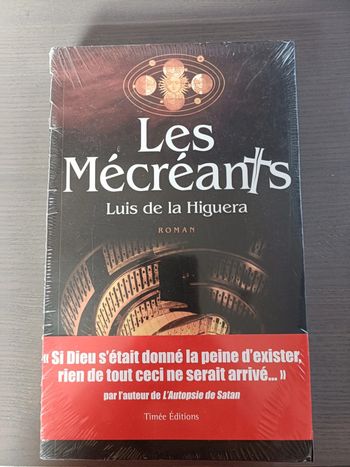 Les
Mécréants
Luis de la Higuera
ROMAN
« Si Dieu s'était donné la peine d'exister,
rien de tout ceci ne serait arrivé... »
par l'auteur de L'Autopsie de Satan
Timée Éditions